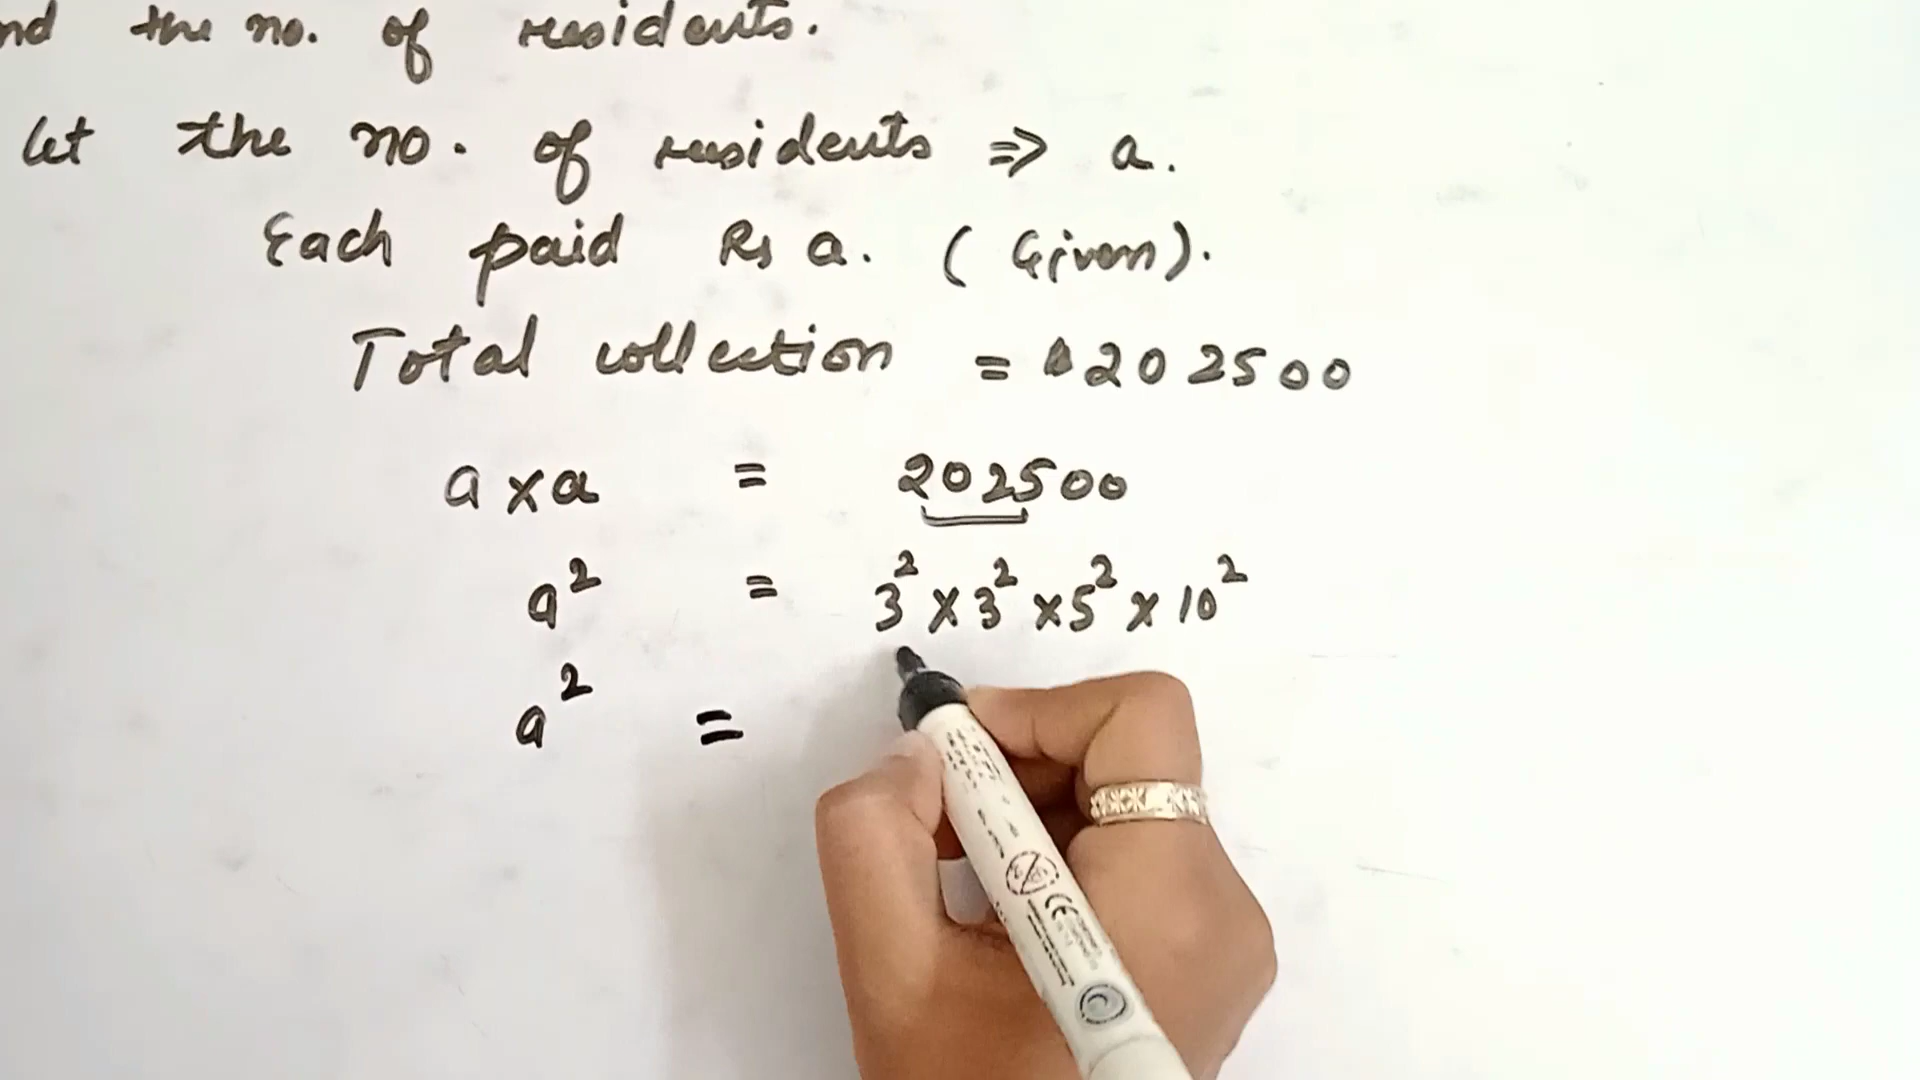 nd the no. of residents.
let the no. of residents ⇒ a.
Each paid Rs a. (Given).
Total collection = 202500
a x a = 202500
a² = 3² x 3² x 5² x 10²
a² =
CE